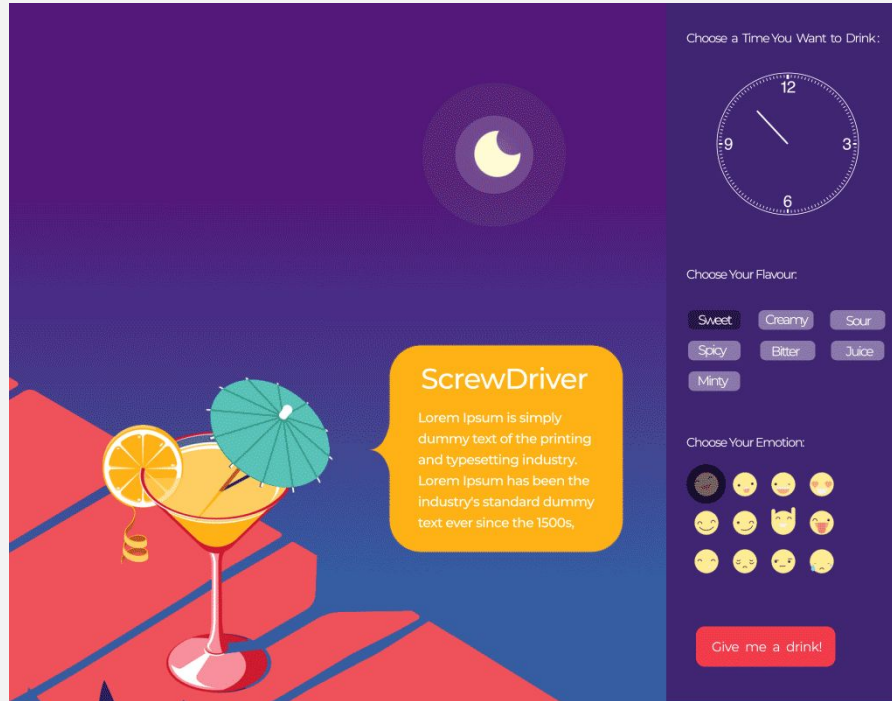 Choose a Time You Want to Drink:
12
9
3
6
Choose Your Flavour:
Sweet Creamy Sour
Spicy Bitter Juice
Minty
ScrewDriver
Lorem Ipsum is simply
dummy text of the printing
and typesetting industry.
Lorem Ipsum has been the
industry's standard dummy
text ever since the 1500s,
Choose Your Emotion:
Give me a drink!